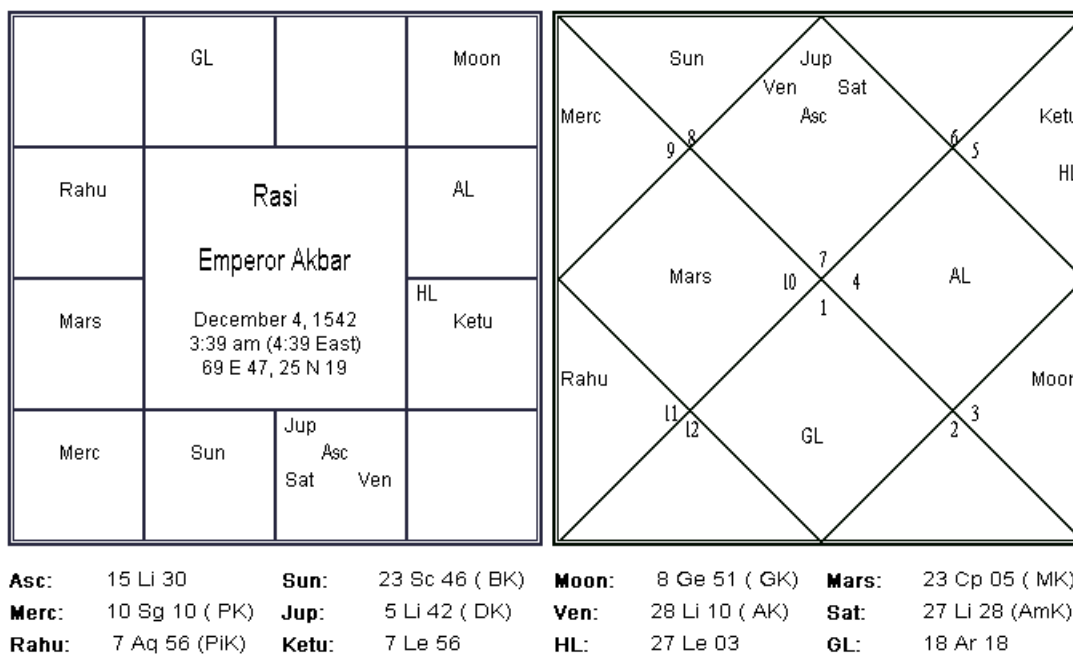 GL Moon
Rahu AL
Rasi
Emperor Akbar
December 4, 1542
3:39 am (4:39 East)
69 E 47, 25 N 19
Mars
HL
Ketu
Merc Sun
Jup
Asc
Sat Ven
Sun Jup
Ven Sat
Merc Asc Ketu
8 6
9 5
HL
Mars 7 AL
10 4
1
Rahu Moon
11 3
12 2
GL
Asc: 15 Li 30 Sun: 23 Sc 46 ( BK) Moon: 8 Ge 51 ( GK) Mars: 23 Cp 05 ( MK)
Merc: 10 Sg 10 ( PK) Jup: 5 Li 42 ( DK) Ven: 28 Li 10 ( AK) Sat: 27 Li 28 (AmK)
Rahu: 7 Aq 56 (PiK) Ketu: 7 Le 56 HL: 27 Le 03 GL: 18 Ar 18